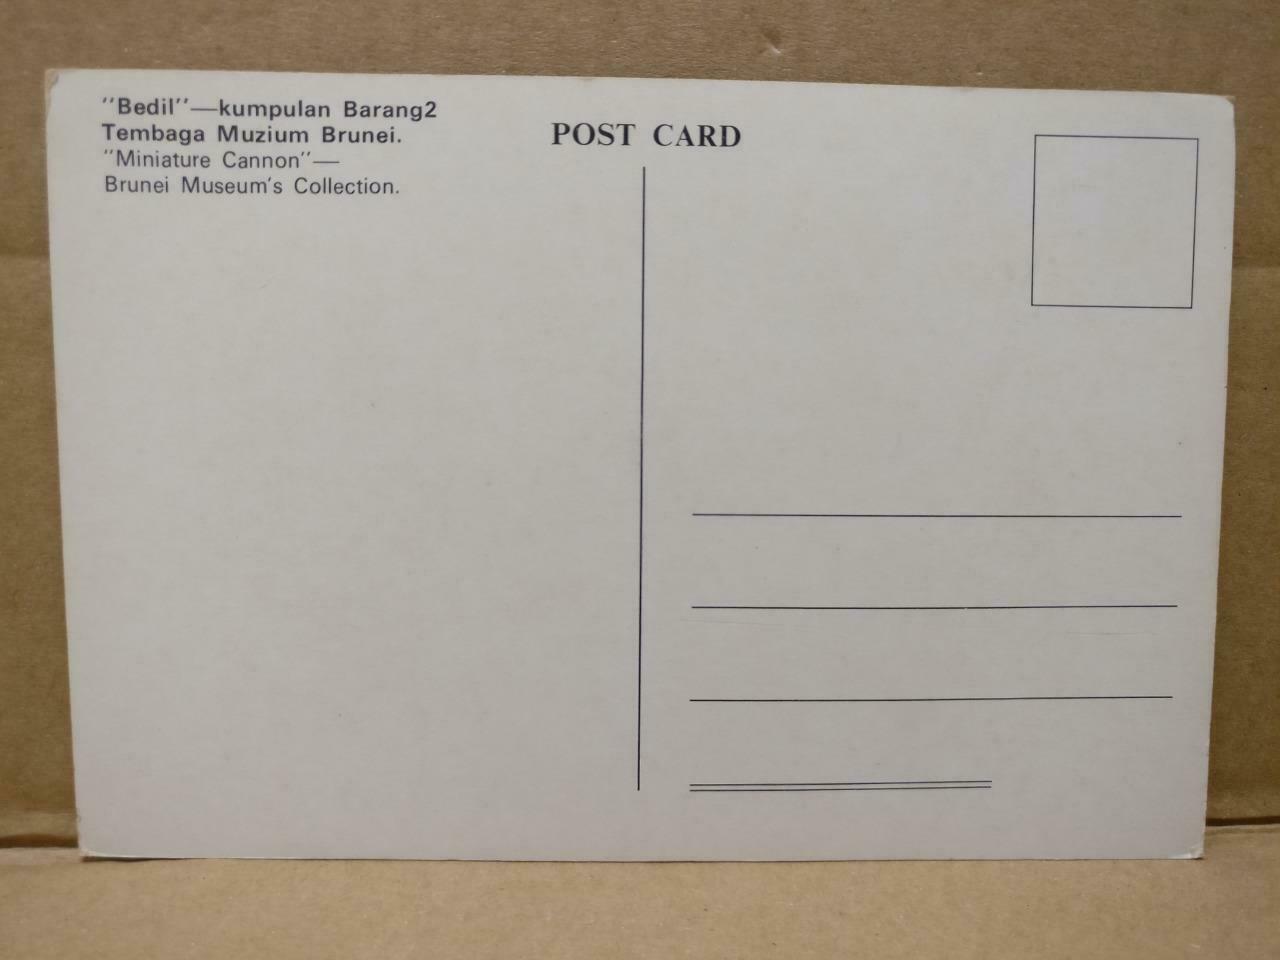 "Bedil"—kumpulan Barang2
Tembaga Muzium Brunei.
"Miniature Cannon"—
Brunei Museum's Collection.
POST CARD